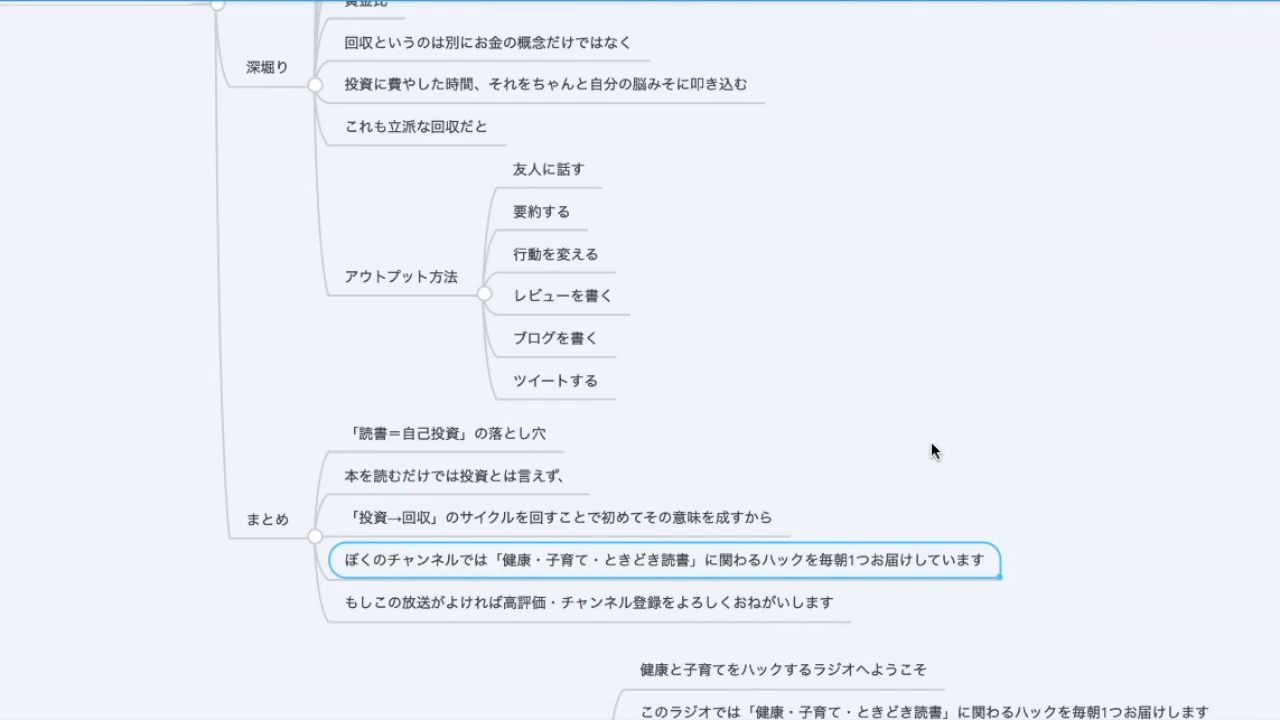 黄金比
回収というのは別にお金の概念だけではなく
深堀り
投資に費やした時間、それをちゃんと自分の脳みそに叩き込む
これも立派な回収だと
友人に話す
要約する
行動を変える
アウトプット方法
レビューを書く
ブログを書く
ツイートする
「読書＝自己投資」の落とし穴
本を読むだけでは投資とは言えず、
まとめ
「投資→回収」のサイクルを回すことで初めてその意味を成すから
ぼくのチャンネルでは「健康・子育て・ときどき読書」に関わるハックを毎朝1つお届けしています
もしこの放送がよければ高評価・チャンネル登録をよろしくおねがいします
健康と子育てをハックするラジオへようこそ
このラジオでは「健康・子育て・ときどき読書」に関わるハックを毎朝1つお届けします